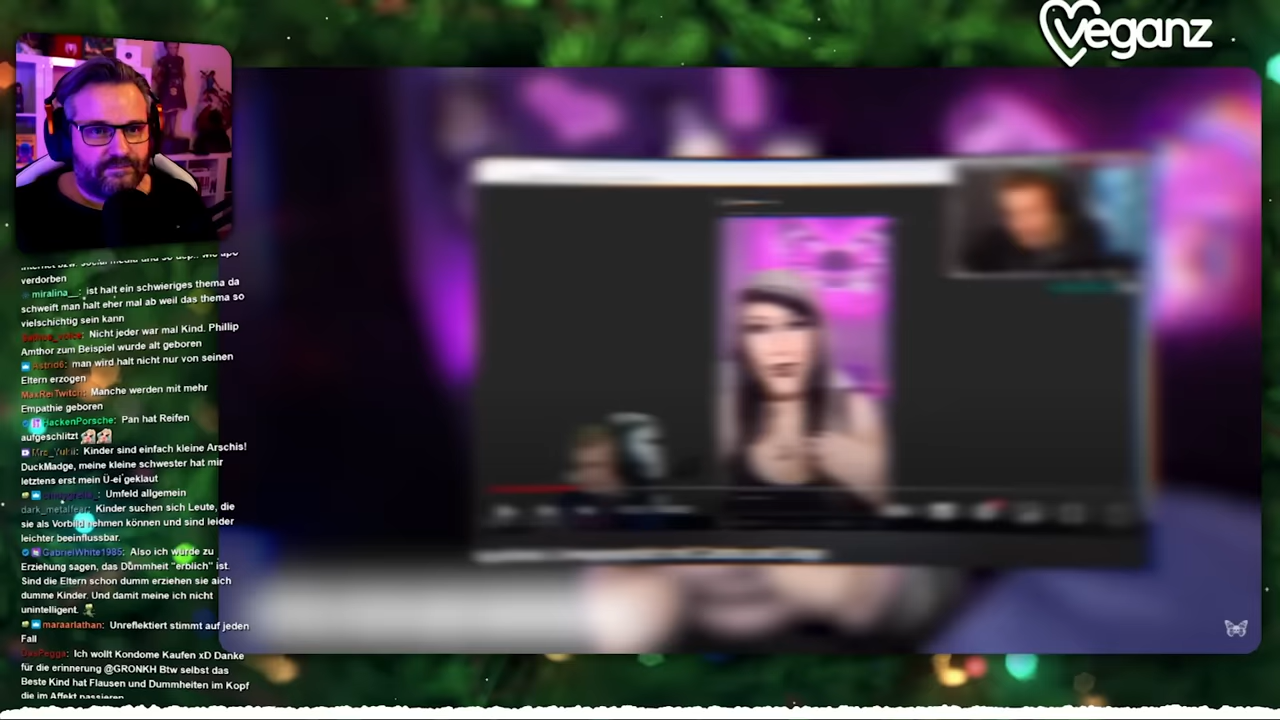 Veganz
verdorben
miralina__: ist halt ein schwieriges thema da
schweift man halt eher mal ab weil das thema so
vielschichtig sein kann
Nicht jeder war mal Kind. Phillip
Amthor zum Beispiel wurde alt geboren
Astrid6: man wird halt nicht nur von seinen
Eltern erzogen
MaxReiTwitch: Manche werden mit mehr
Empathie geboren
HackenPorsche: Pan hat Reifen
aufgeschlitzt
Kinder sind einfach kleine Arschis!
DuckMadge, meine kleine schwester hat mir
letztens erst mein Ü-ei geklaut
Umfeld allgemein
dark_metalfear: Kinder suchen sich Leute, die
sie als Vorbild nehmen können und sind leider
leichter beeinflussbar.
GabrielWhite1985: Also ich würde zu
Erziehung sagen, das Dummheit "erblich" ist.
Sind die Eltern schon dumm erziehen sie aich
dumme Kinder. Und damit meine ich nicht
unintelligent.
maraarlathan: Unreflektiert stimmt auf jeden
Fall
DasPegga: Ich wollt Kondome Kaufen xD Danke
für die erinnerung @GRONKH Btw selbst das
Beste Kind hat Flausen und Dummheiten im Kopf
die im Affekt passieren